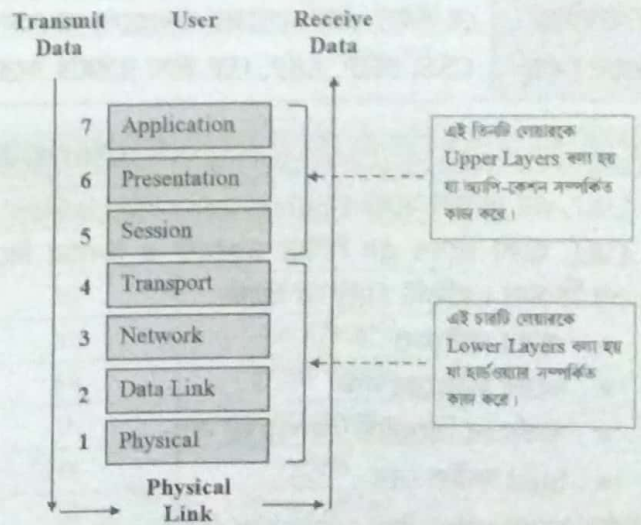 Transmit Data
User
Receive Data
7 Application
6 Presentation
5 Session
4 Transport
3 Network
2 Data Link
1 Physical
Physical Link
এই তিনটি লেয়ারকে
Upper Layers বলা হয়
যা অ্যাপ্লি-কেশন সম্পর্কিত
কাজ করে।
এই চারটি লেয়ারকে
Lower Layers বলা হয়
যা হার্ডওয়্যার সম্পর্কিত
কাজ করে।